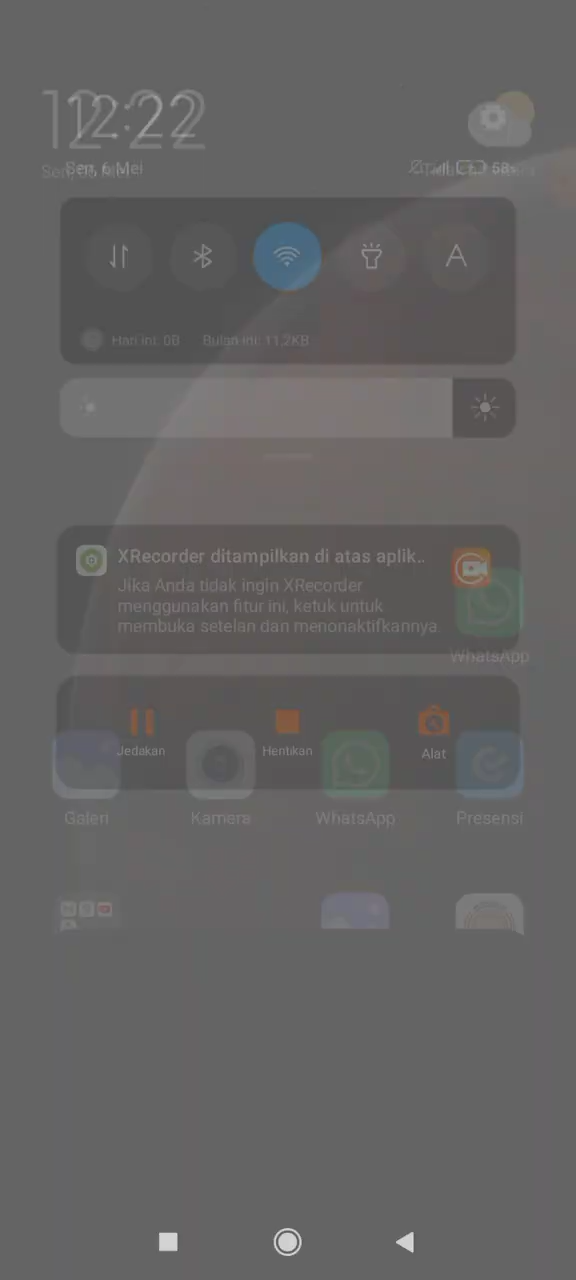 12:22
Sen, 6 Mei
58
Hari ini: 0B Bulan ini: 11,2KB
XRecorder ditampilkan di atas aplik..
Jika Anda tidak ingin XRecorder
menggunakan fitur ini, ketuk untuk
membuka setelan dan menonaktifkannya.
WhatsApp
Jedakan Hentikan Alat
Galeri Kamera WhatsApp Presensi